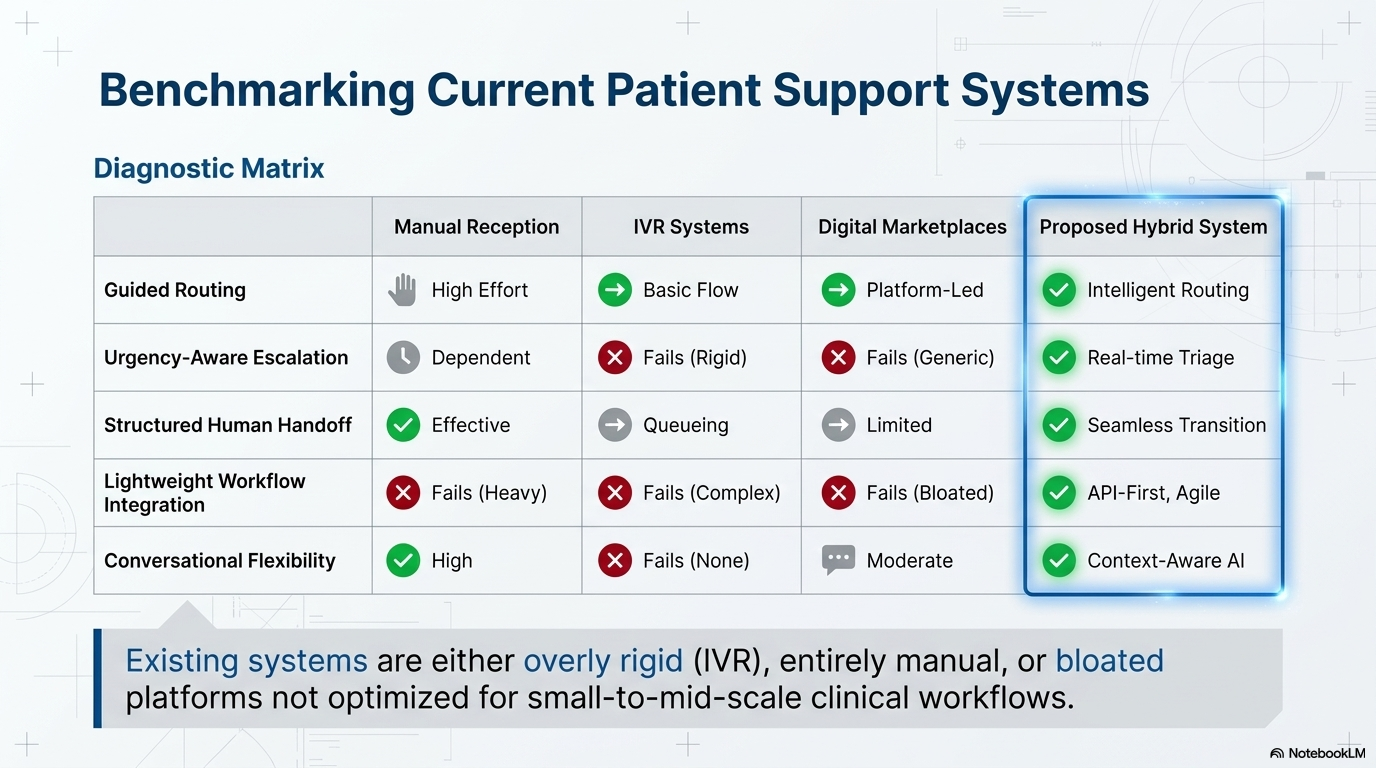 Benchmarking Current Patient Support Systems
Diagnostic Matrix
Manual Reception IVR Systems Digital Marketplaces Proposed Hybrid System
Guided Routing High Effort Basic Flow Platform-Led Intelligent Routing
Urgency-Aware Escalation Dependent Fails (Rigid) Fails (Generic) Real-time Triage
Structured Human Handoff Effective Queueing Limited Seamless Transition
Lightweight Workflow
Integration Fails (Heavy) Fails (Complex) Fails (Bloated) API-First, Agile
Conversational Flexibility High Fails (None) Moderate Context-Aware AI
Existing systems are either overly rigid (IVR), entirely manual, or bloated
platforms not optimized for small-to-mid-scale clinical workflows.
NotebookLM